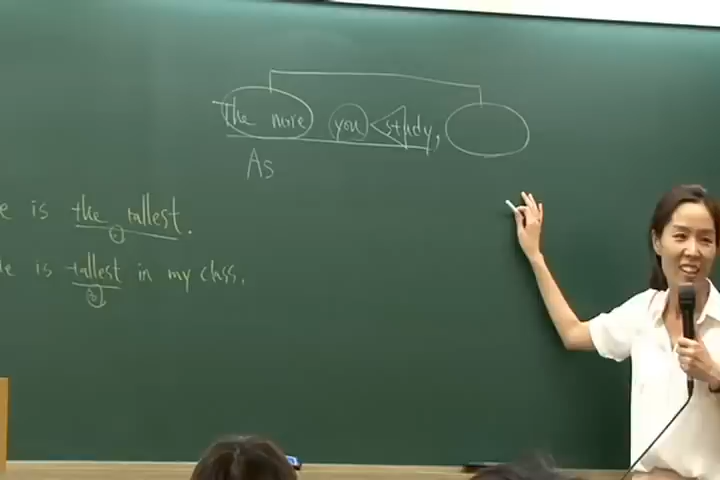 The more you study,
As
e is the tallest.
e is tallest in my class.